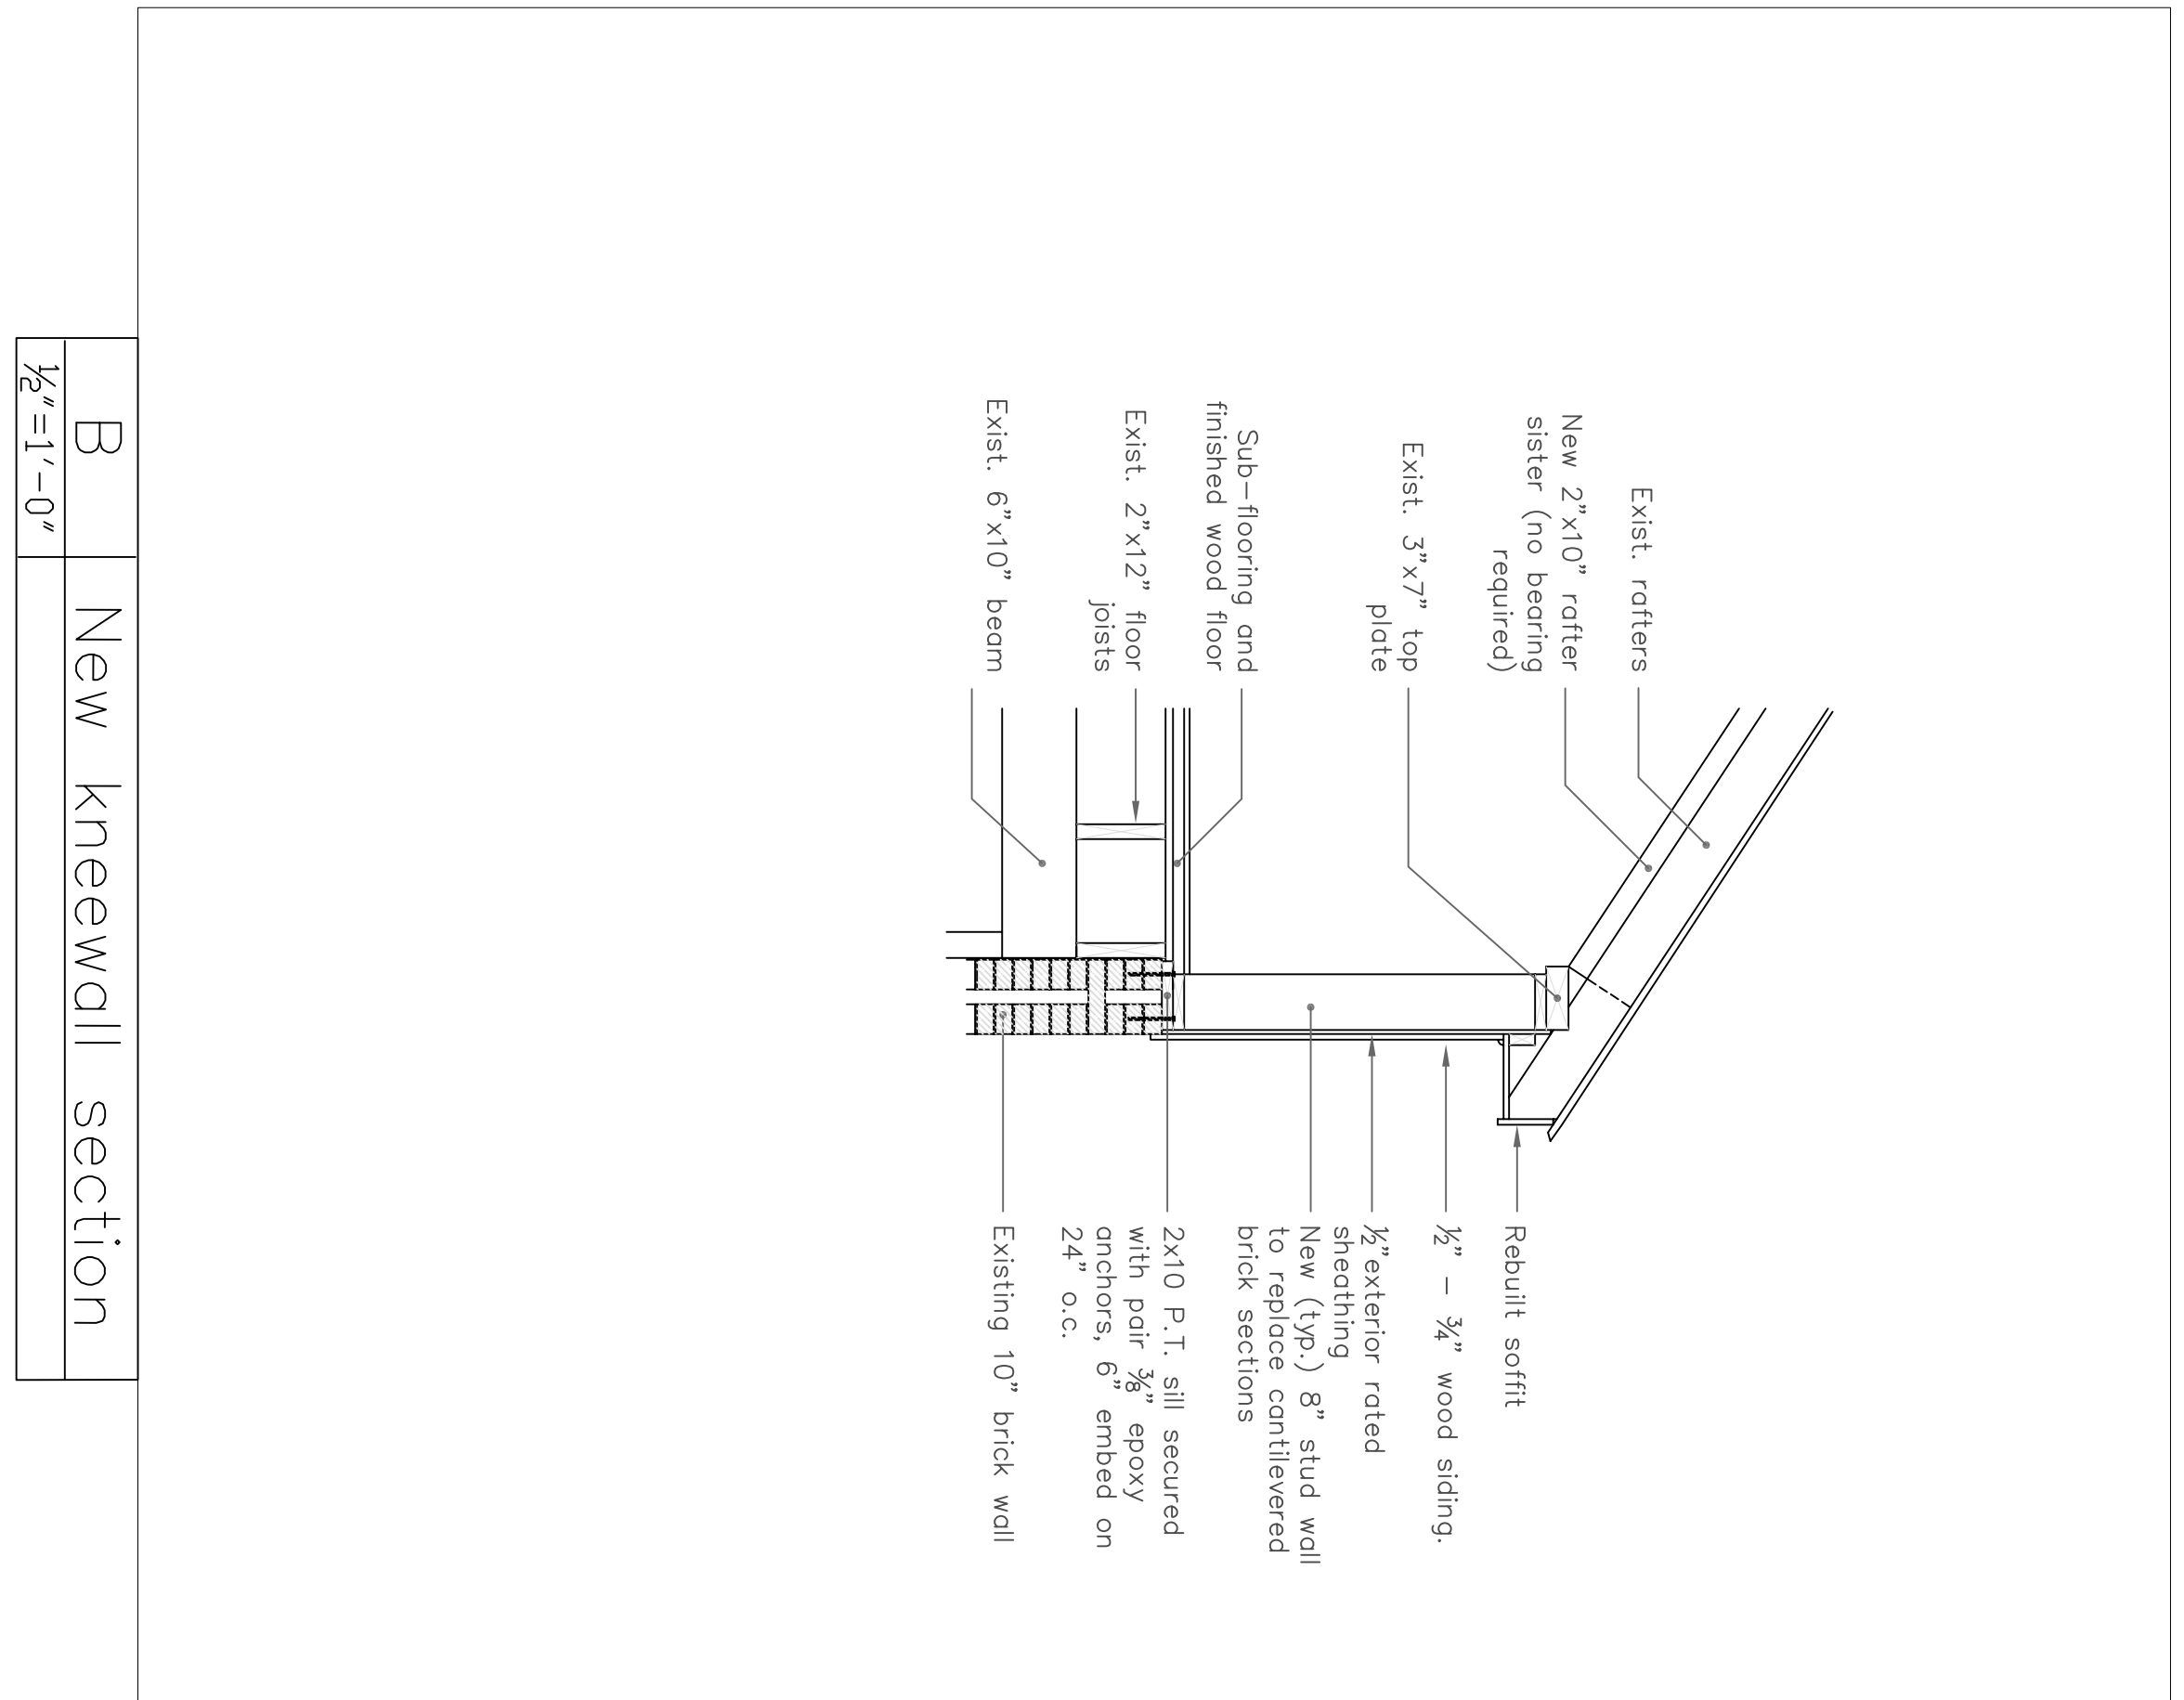 Exist. rafters
New 2”x10” rafter
sister (no bearing
required)
Exist. 3”x7” top
plate
Sub-flooring and
finished wood floor
Exist. 2”x12” floor
joists
Exist. 6”x10” beam
Rebuilt soffit
½” - ¾” wood siding.
½”exterior rated
sheathing
New (typ.) 8” stud wall
to replace cantilevered
brick sections
2x10 P.T. sill secured
with pair ⅜” epoxy
anchors, 6” embed on
24” o.c.
Existing 10” brick wall
B
New kneewall section
½"=1'-0"